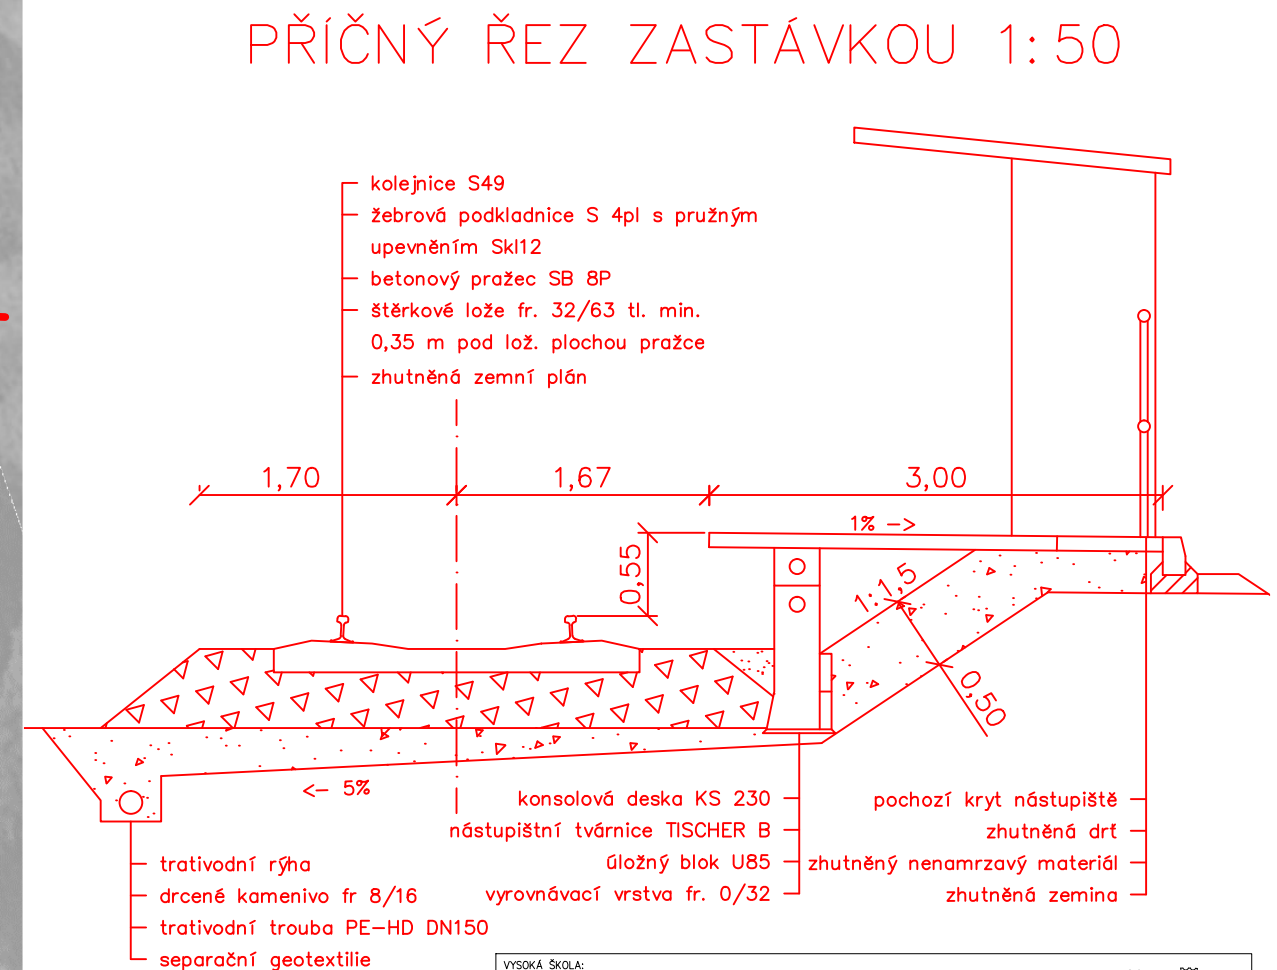 PŘÍČNÝ ŘEZ ZASTÁVKOU 1:50
kolejnice S49
žebrová podkladnice S 4pl s pružným
upevněním Skl12
betonový pražec SB 8P
štěrkové lože fr. 32/63 tl. min.
0,35 m pod lož. plochou pražce
zhutněná zemní plán
1,70
1,67
3,00
1% ->
0,55
1:1,5
0,50
<- 5%
konsolová deska KS 230
nástupištní tvárnice TISCHER B
úložný blok U85
vyrovnávací vrstva fr. 0/32
pochozí kryt nástupiště
zhutněná drť
zhutněný nenamrzavý materiál
zhutněná zemina
trativodní rýha
drcené kamenivo fr 8/16
trativodní trouba PE-HD DN150
separační geotextilie
VYSOKÁ ŠKOLA: